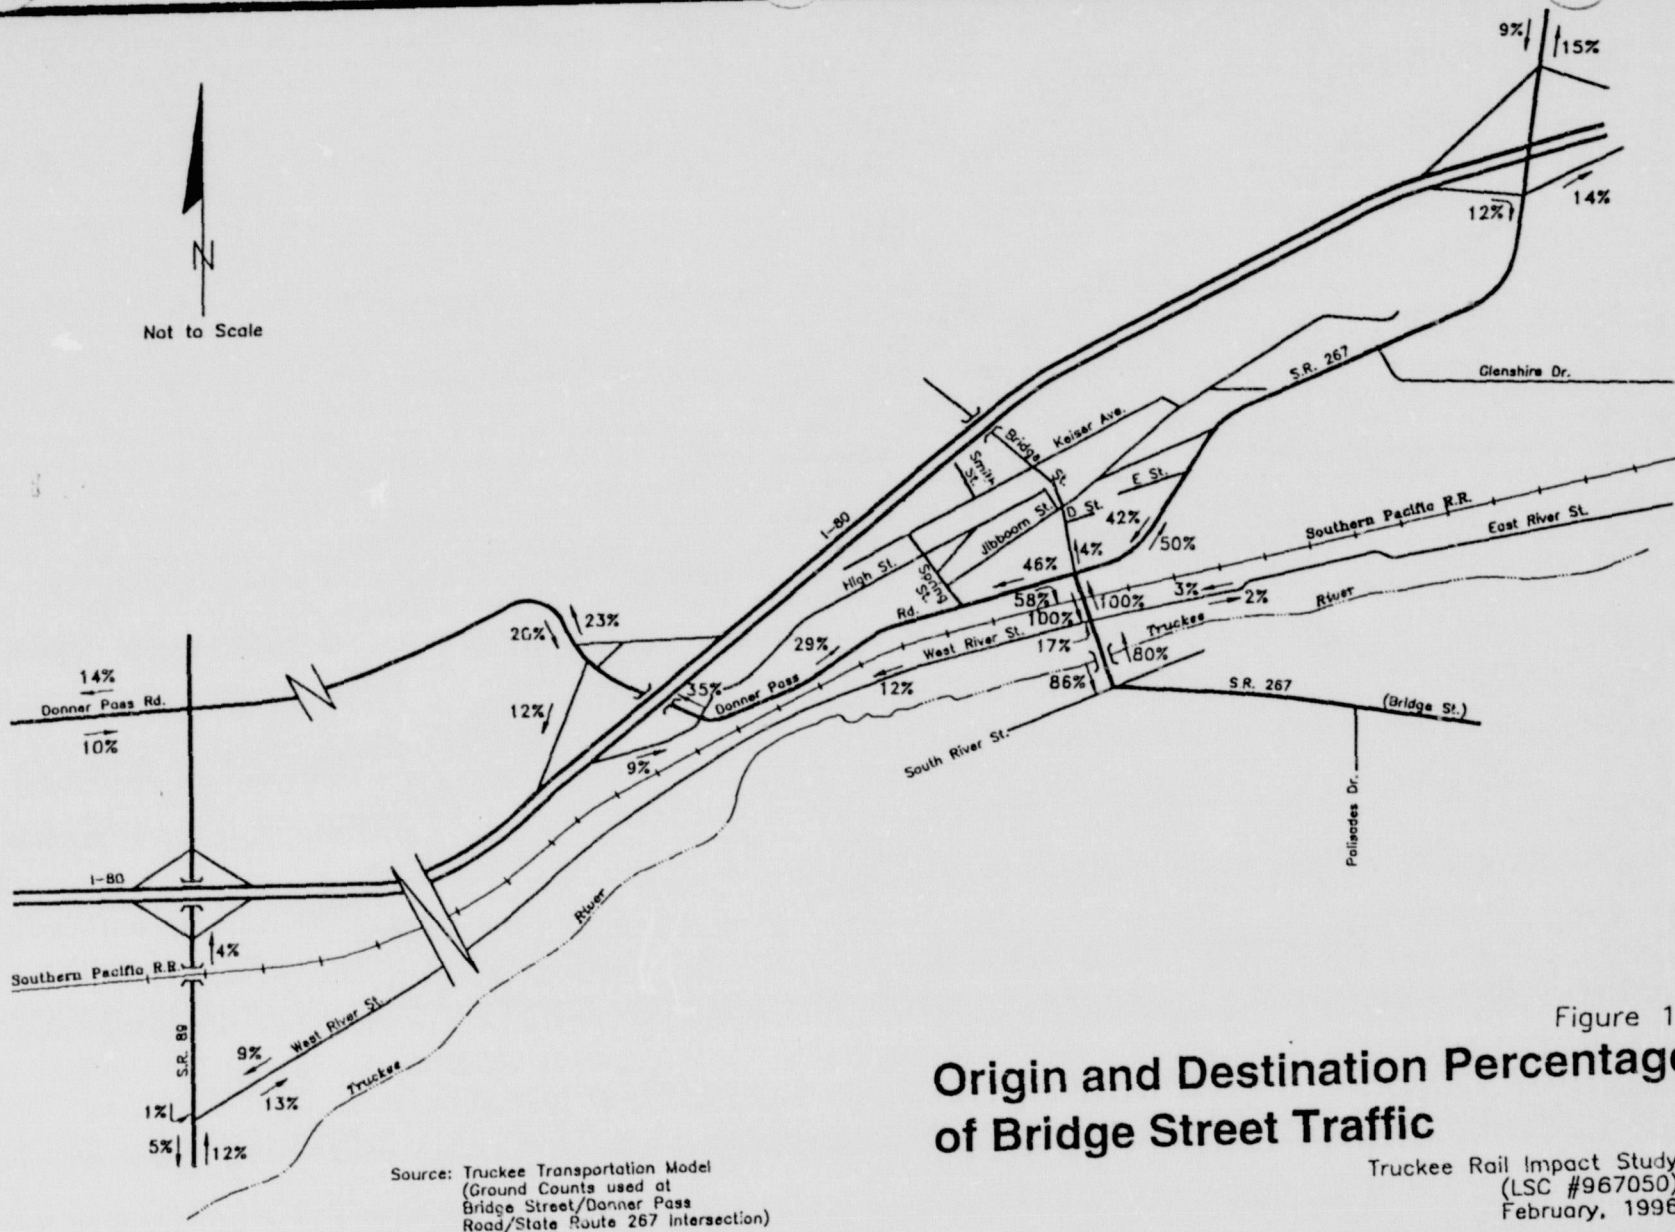 9%
15%
14%
12%
N
Not to Scale
S.R. 267
Glenshire Dr.
Keiser Ave.
Bridge St.
Smith St.
E St.
D St.
42%
Jibboom St.
I-80
Southern Pacific R.R.
East River St.
50%
4%
46%
High St.
Spring St.
Rd.
58%
100%
100%
3%
2%
River
Truckee
West River St.
17%
80%
86%
29%
12%
23%
20%
35%
Donner Pass
12%
9%
14%
Donner Pass Rd.
10%
S.R. 267
(Bridge St.)
South River St.
Palisades Dr.
I-80
4%
Southern Pacific R.R.
River
S.R. 89
West River St.
9%
13%
Truckee
1%
5%
12%
Figure 1
Origin and Destination Percentage
of Bridge Street Traffic
Truckee Rail Impact Study
(LSC #967050)
February, 1996
Source: Truckee Transportation Model
(Ground Counts used at
Bridge Street/Donner Pass
Road/State Route 267 Intersection)